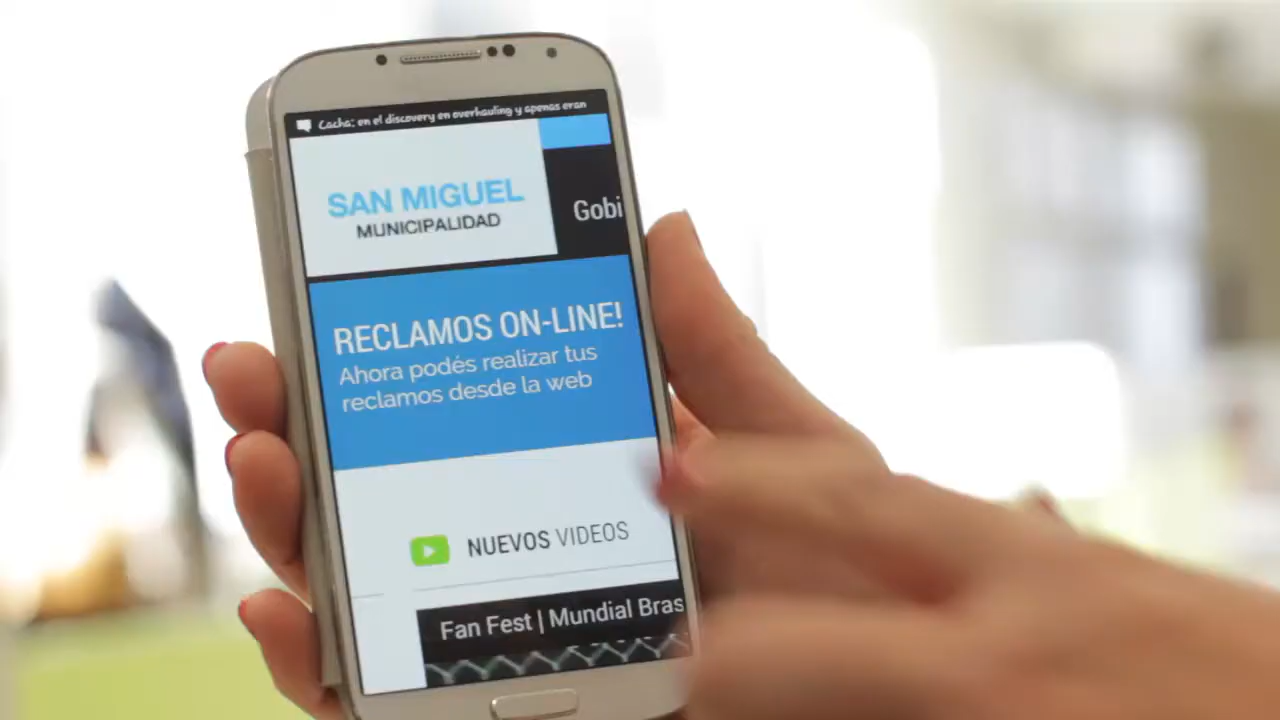 Cacha: en el discovery en overhauling y apenas eran
SAN MIGUEL
MUNICIPALIDAD
Gobi
RECLAMOS ON-LINE!
Ahora podés realizar tus
reclamos desde la web
NUEVOS VIDEOS
Fan Fest | Mundial Bras